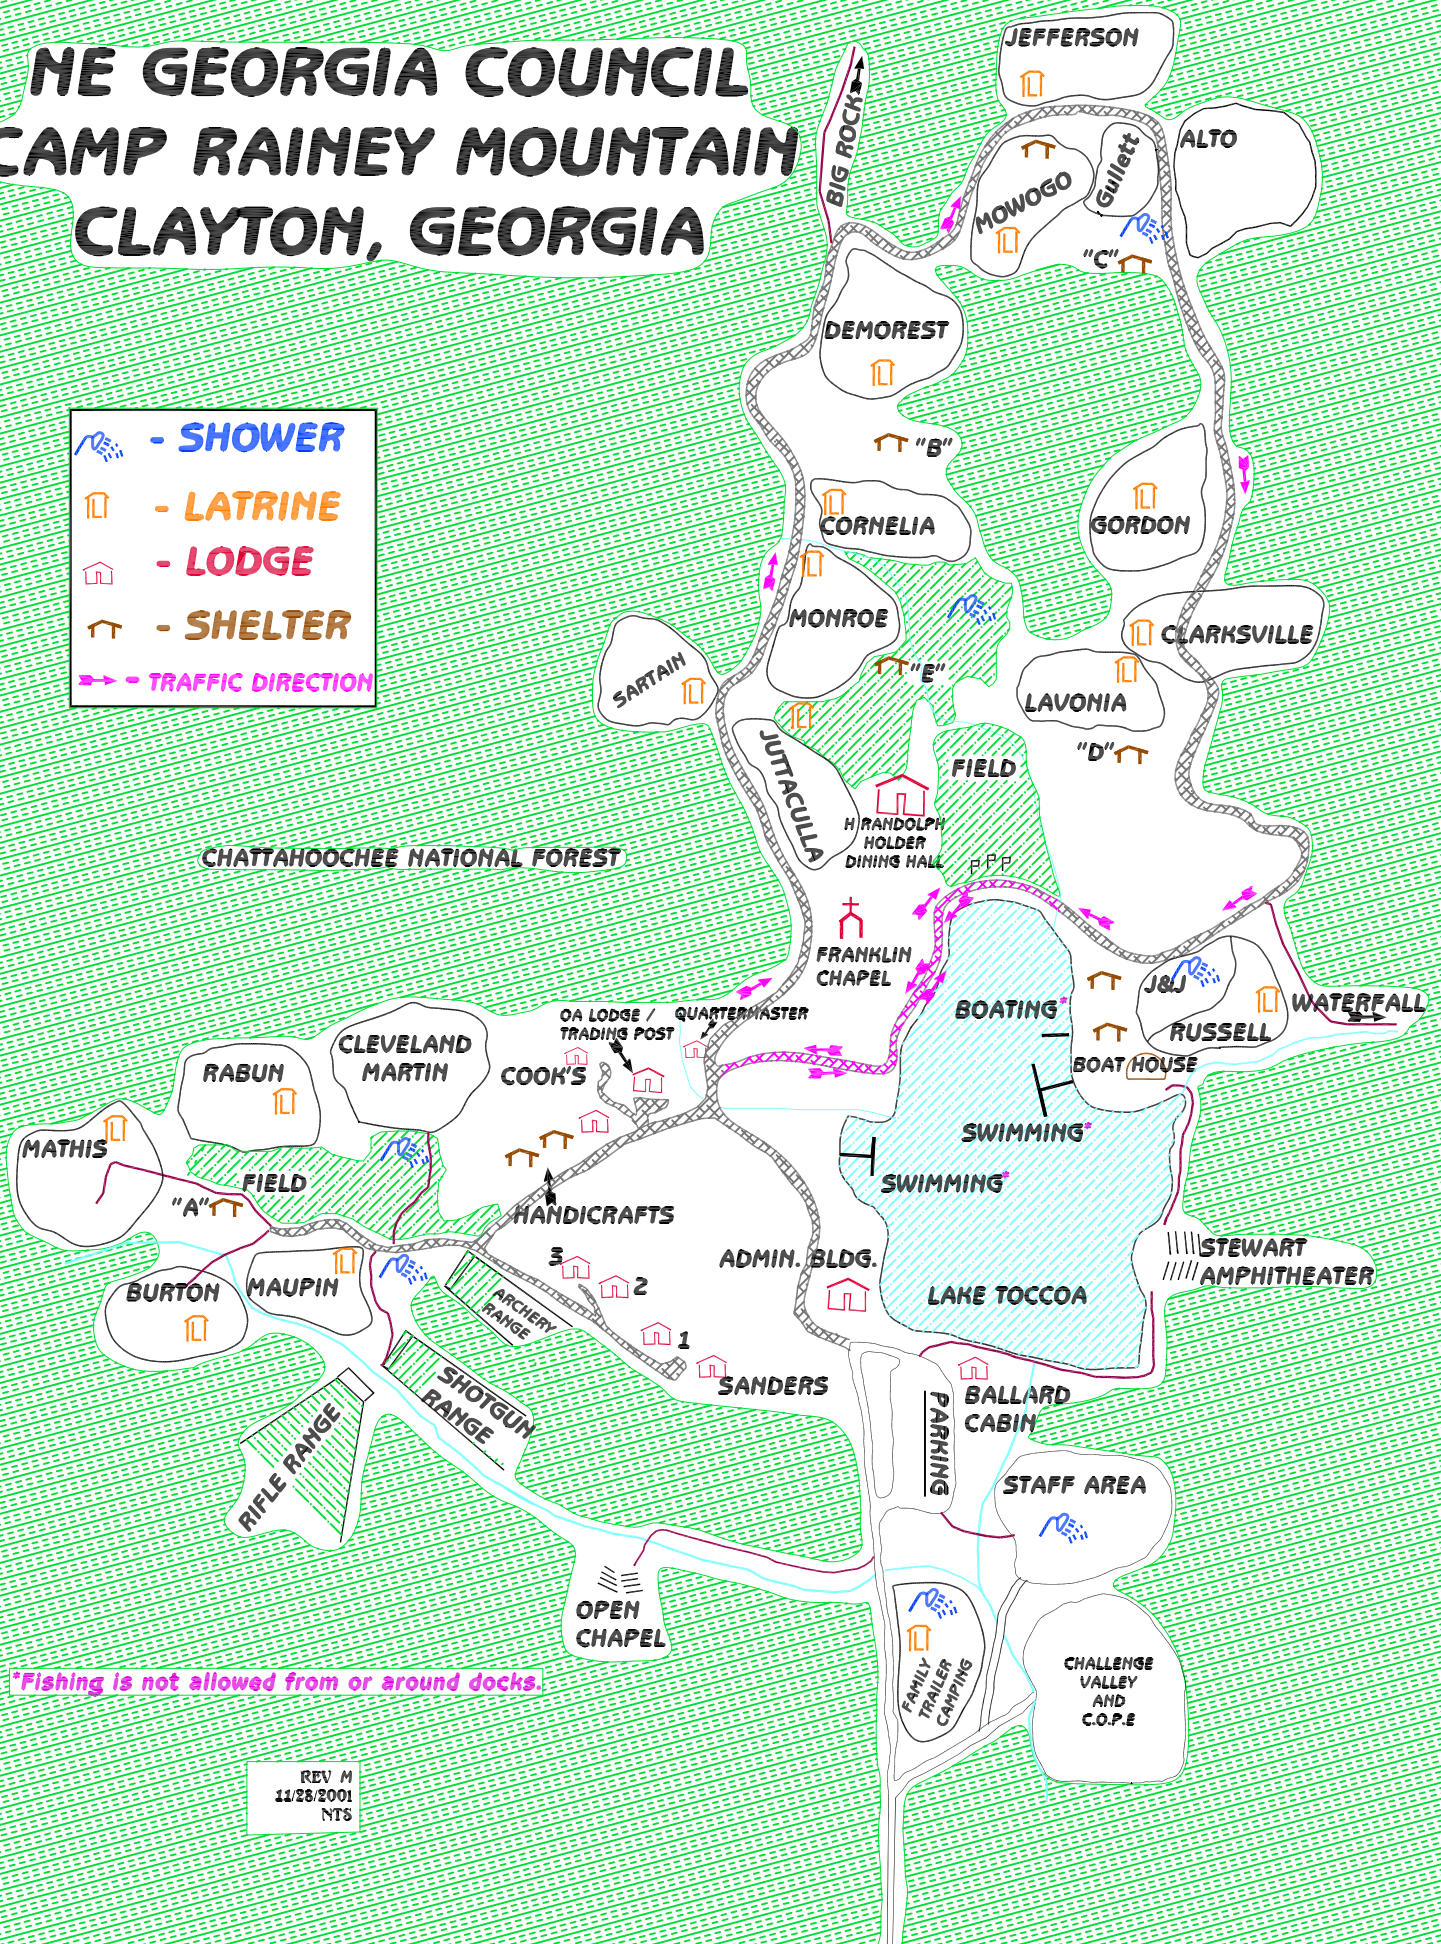 NE GEORGIA COUNCIL
CAMP RAINEY MOUNTAIN
CLAYTON, GEORGIA
JEFFERSON
ALTO
Gullett
MOWOGO
"C"
BIG ROCK
DEMOREST
"B"
- SHOWER
- LATRINE
- LODGE
- SHELTER
- TRAFFIC DIRECTION
CORNELIA
GORDON
MONROE
CLARKSVILLE
SARTAIN
"E"
LAVONIA
"D"
JUTTACULLA
FIELD
H RANDOLPH
HOLDER
DINING HALL
CHATTAHOOCHEE NATIONAL FOREST
FRANKLIN
CHAPEL
J&J
RUSSELL
WATERFALL
BOATING*
BOAT HOUSE
OA LODGE /
TRADING POST
QUARTERMASTER
COOK'S
CLEVELAND
MARTIN
RABUN
MATHIS
FIELD
"A"
SWIMMING*
SWIMMING*
HANDICRAFTS
STEWART
AMPHITHEATER
ADMIN. BLDG.
LAKE TOCCOA
3
2
1
BURTON
MAUPIN
ARCHERY
RANGE
SANDERS
SHOTGUN
RANGE
RIFLE RANGE
PARKING
BALLARD
CABIN
STAFF AREA
OPEN
CHAPEL
FAMILY
TRAILER
CAMPING
CHALLENGE
VALLEY
AND
C.O.P.E
*Fishing is not allowed from or around docks.
REV M
11/28/2001
NTS